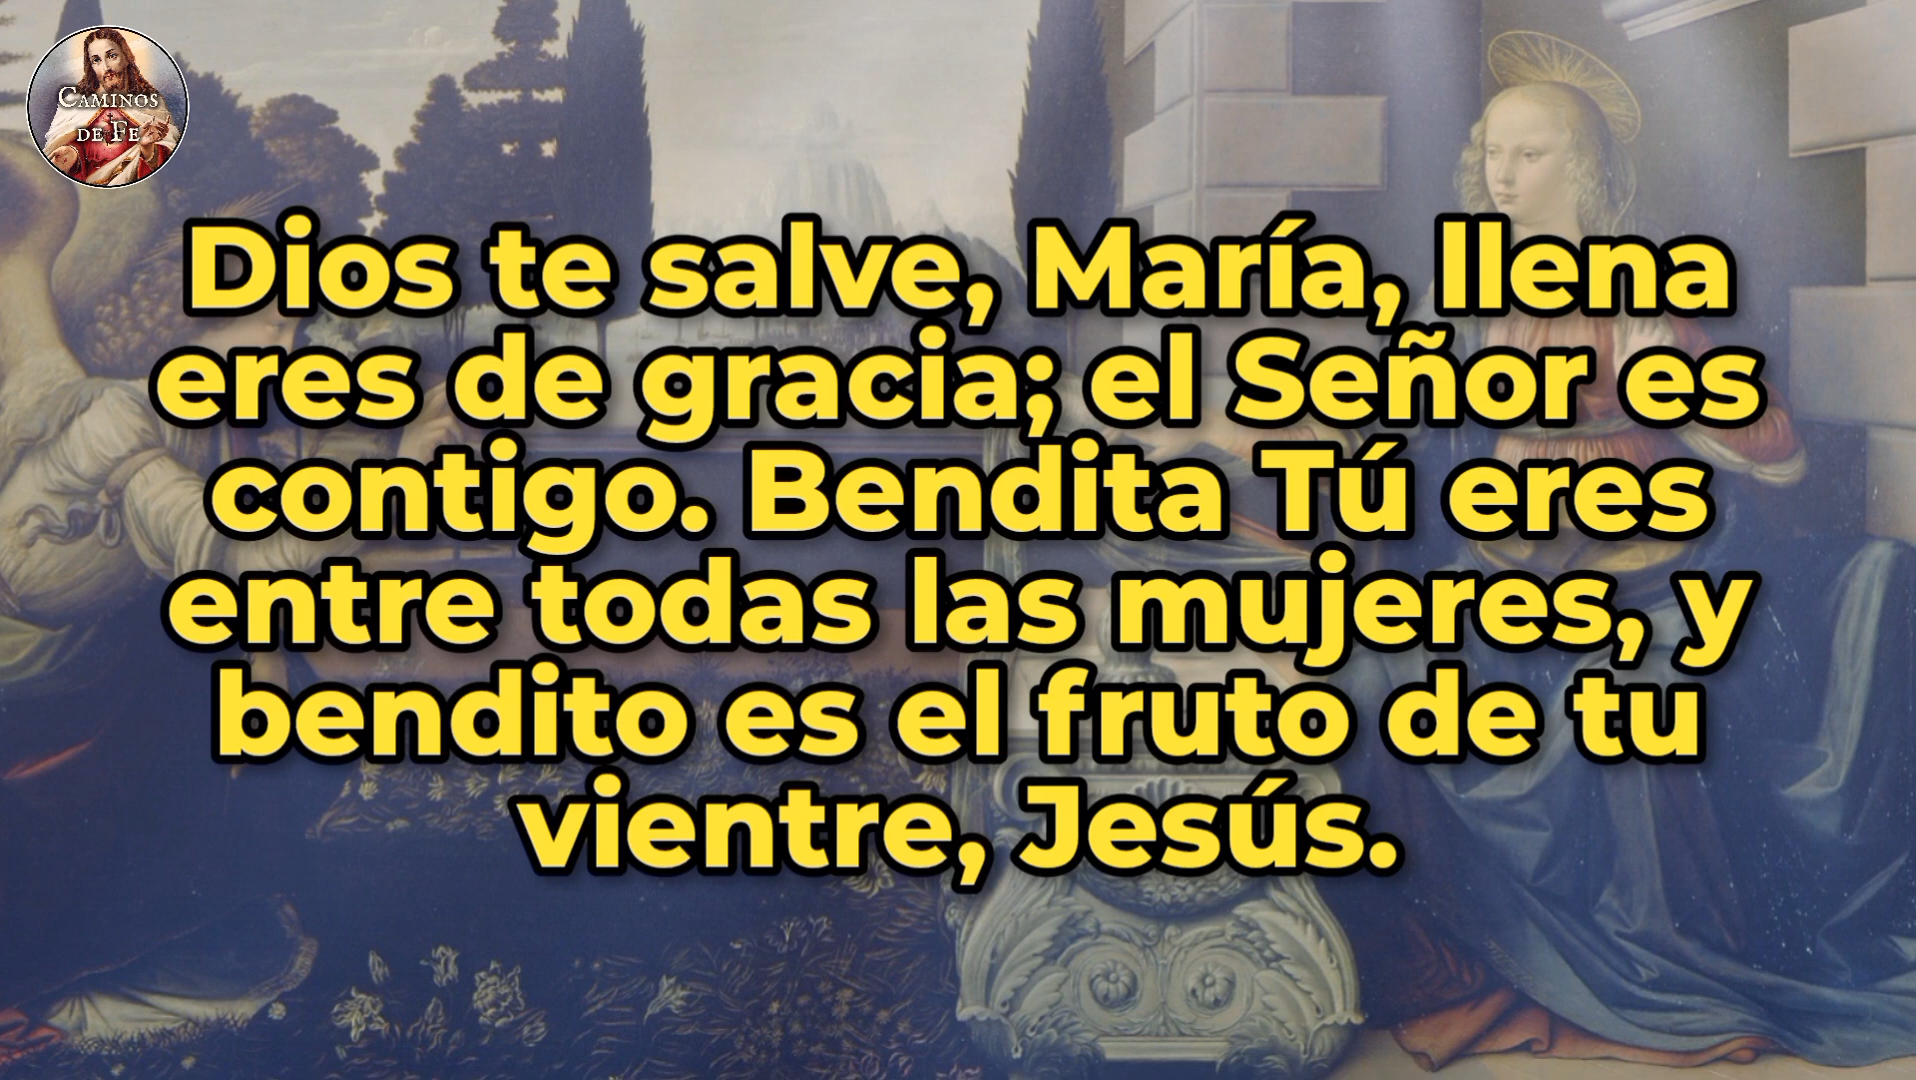 CAMINOS
DE FE
Dios te salve, María, llena
eres de gracia; el Señor es
contigo. Bendita Tú eres
entre todas las mujeres, y
bendito es el fruto de tu
vientre, Jesús.